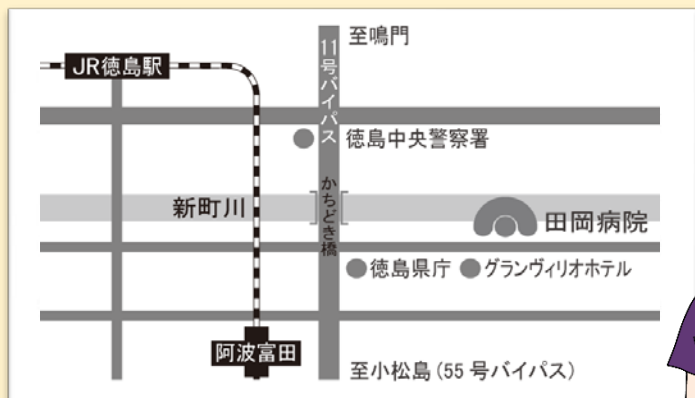 至鳴門
JR徳島駅
11号バイパス
徳島中央警察署
かちどき橋
新町川
田岡病院
徳島県庁
グランヴィリオホテル
阿波富田
至小松島(55号バイパス)